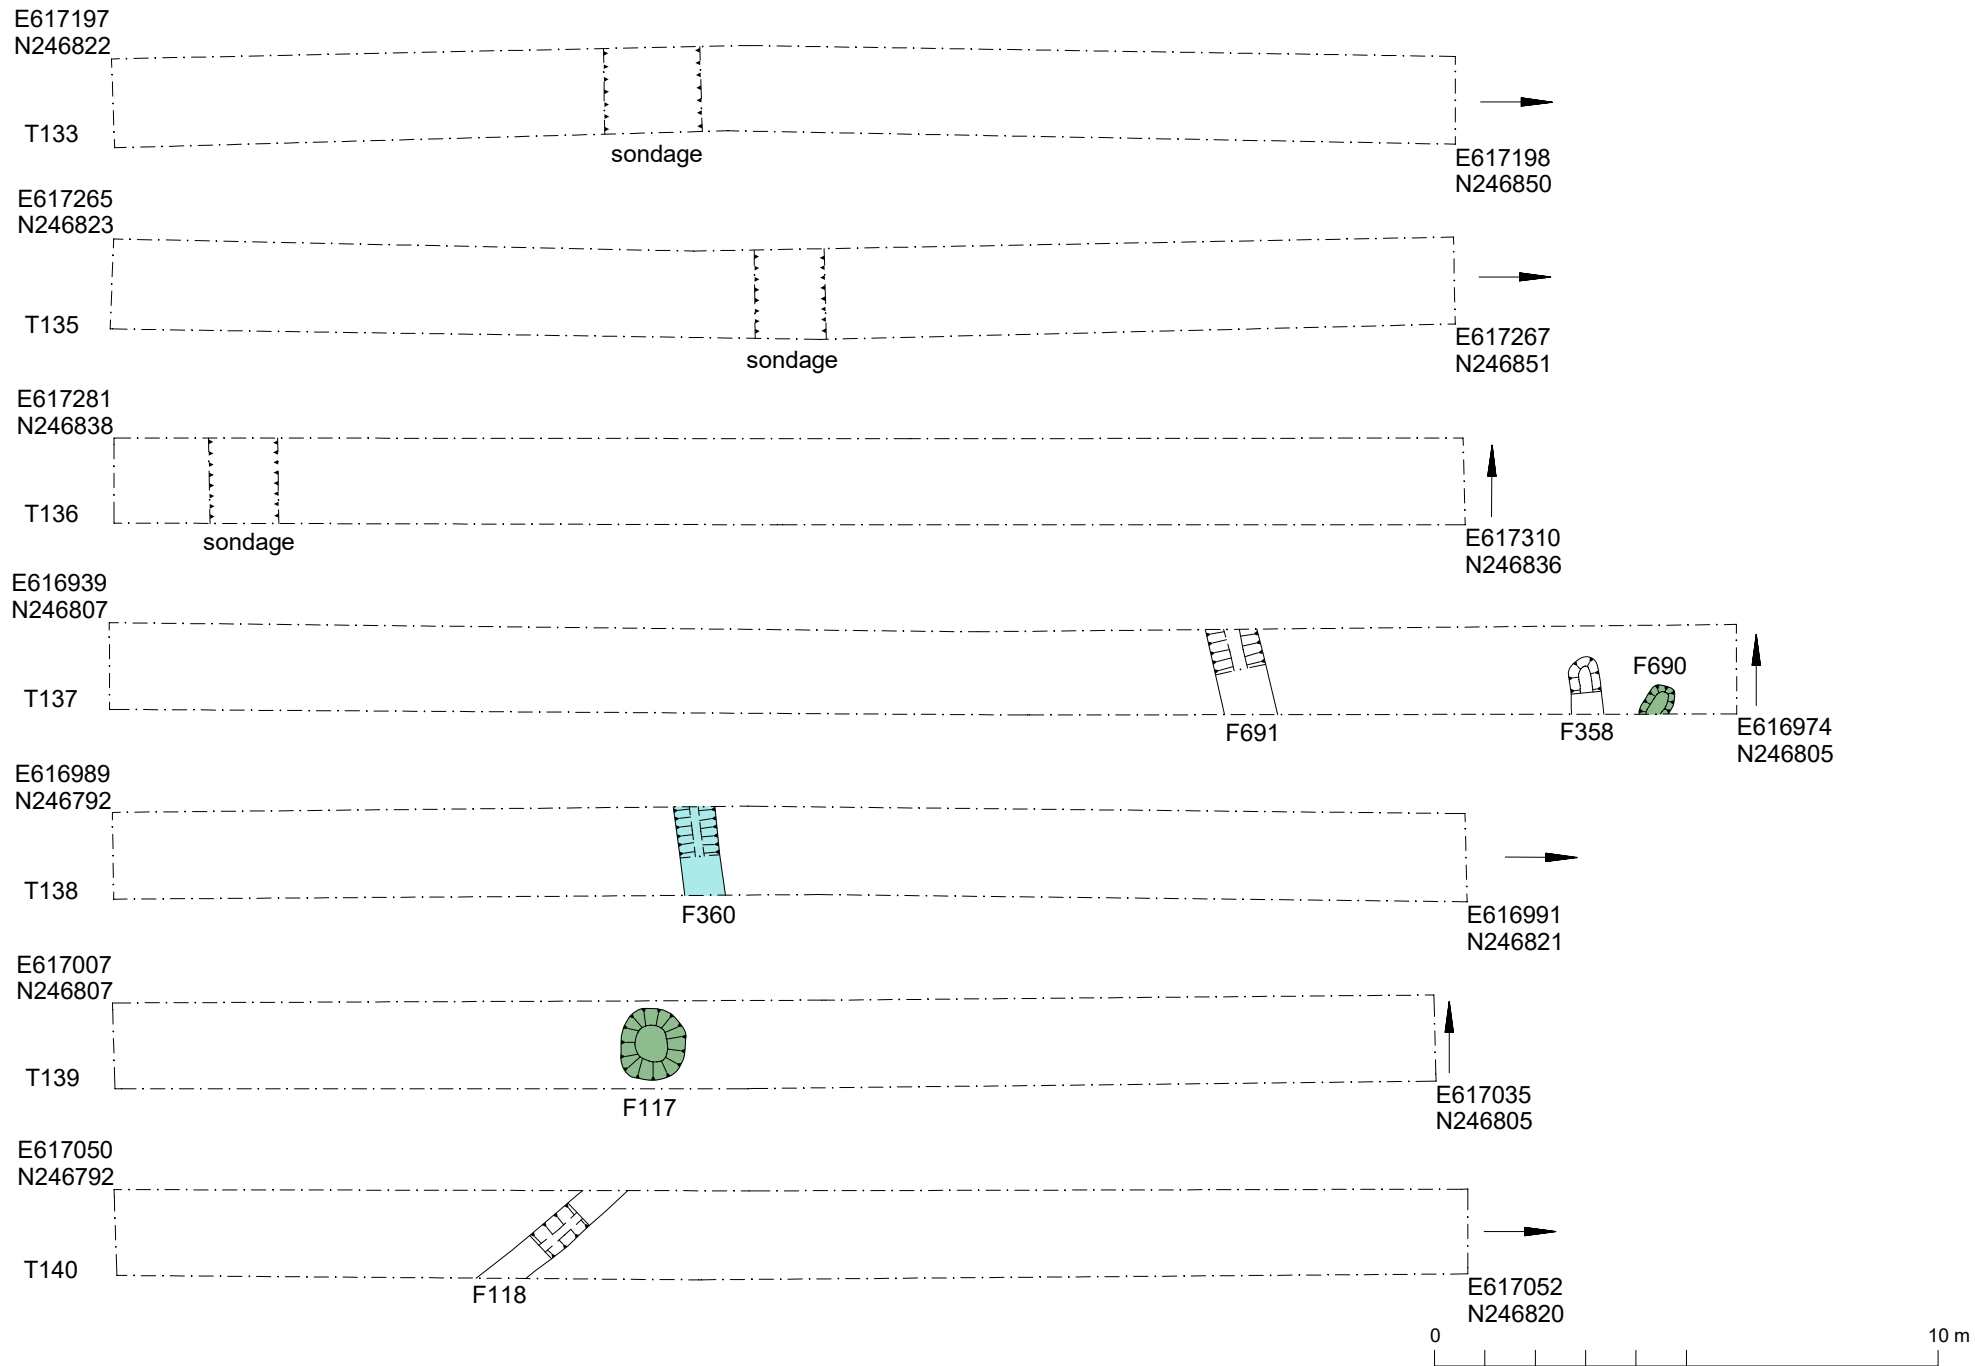 E617197
N246822
T133
sondage
E617198
N246850
E617265
N246823
T135
sondage
E617267
N246851
E617281
N246838
T136
sondage
E617310
N246836
E616939
N246807
T137
F691
F358
F690
E616974
N246805
E616989
N246792
T138
F360
E616991
N246821
E617007
N246807
T139
F117
E617035
N246805
E617050
N246792
T140
F118
E617052
N246820
0 10 m